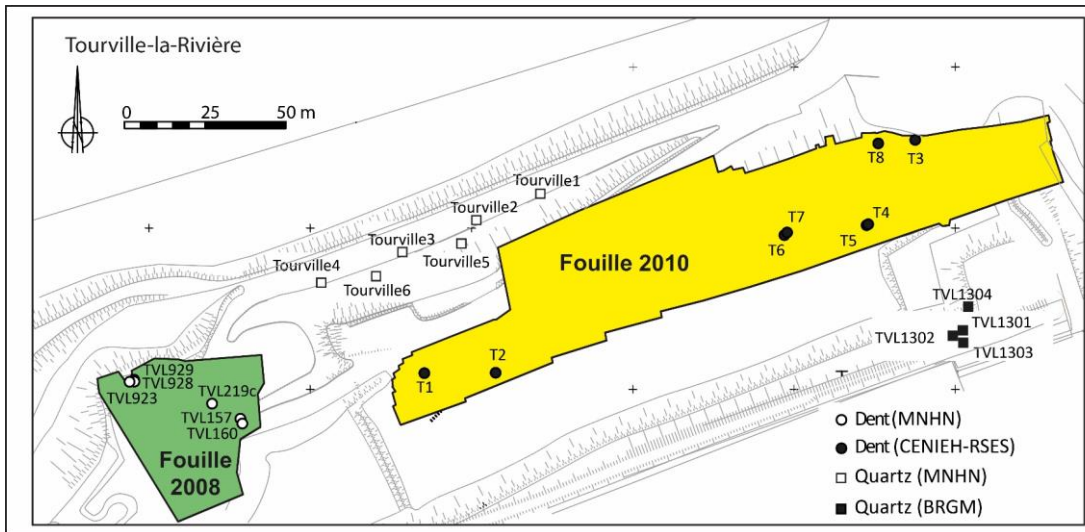 Tourville-la-Rivière
0 25 50 m
Tourville1
Tourville2
Tourville3
Tourville5
Tourville4
Tourville6
T8
T3
T7
T4
T6
T5
Fouille 2010
TVL1304
TVL1301
TVL1302
TVL1303
T1
T2
TVL929
TVL928
TVL923
TVL219c
TVL157
TVL160
Fouille
2008
Dent (MNHN)
Dent (CENIEH-RSES)
Quartz (MNHN)
Quartz (BRGM)